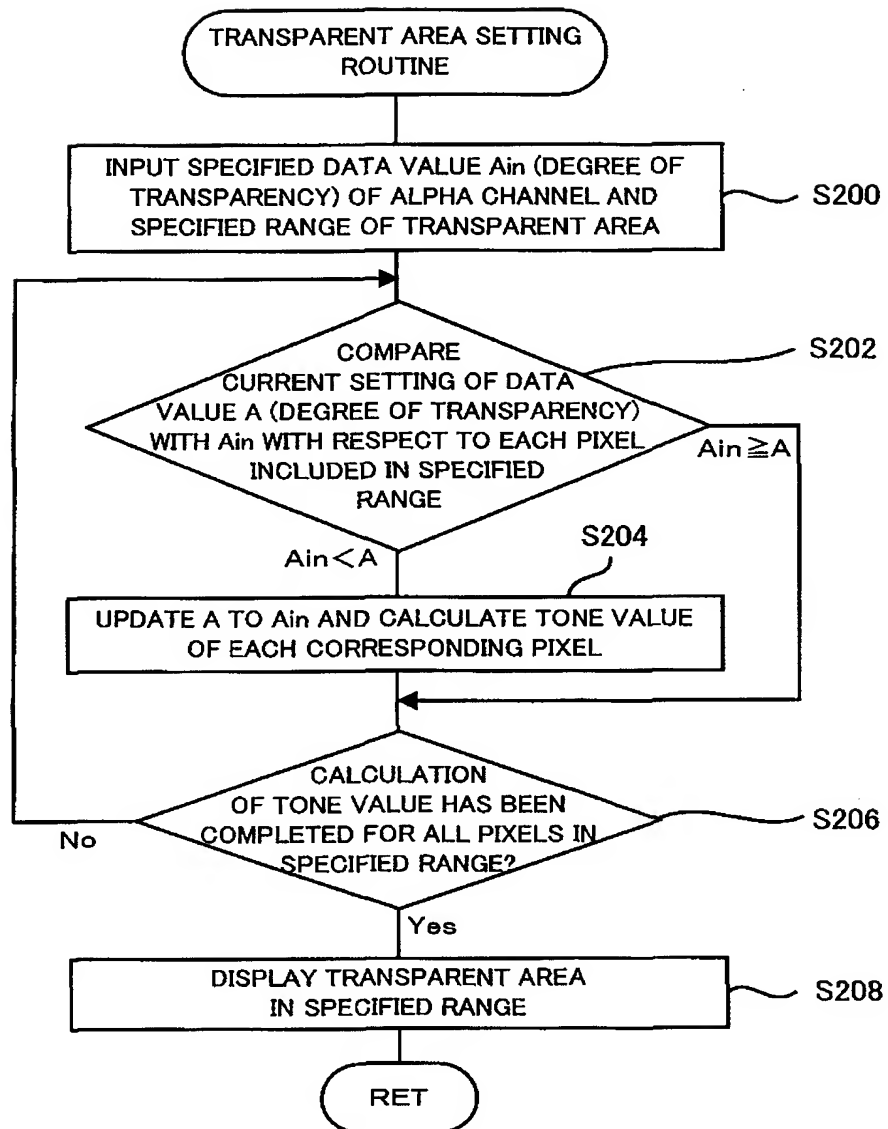 TRANSPARENT AREA SETTING
ROUTINE
INPUT SPECIFIED DATA VALUE Ain (DEGREE OF
TRANSPARENCY) OF ALPHA CHANNEL AND
SPECIFIED RANGE OF TRANSPARENT AREA
S200
COMPARE
CURRENT SETTING OF DATA
VALUE A (DEGREE OF TRANSPARENCY)
WITH Ain WITH RESPECT TO EACH PIXEL
INCLUDED IN SPECIFIED
RANGE
S202
Ain≧A
Ain<A
S204
UPDATE A TO Ain AND CALCULATE TONE VALUE
OF EACH CORRESPONDING PIXEL
CALCULATION
OF TONE VALUE HAS BEEN
COMPLETED FOR ALL PIXELS IN
SPECIFIED RANGE?
S206
No
Yes
DISPLAY TRANSPARENT AREA
IN SPECIFIED RANGE
S208
RET